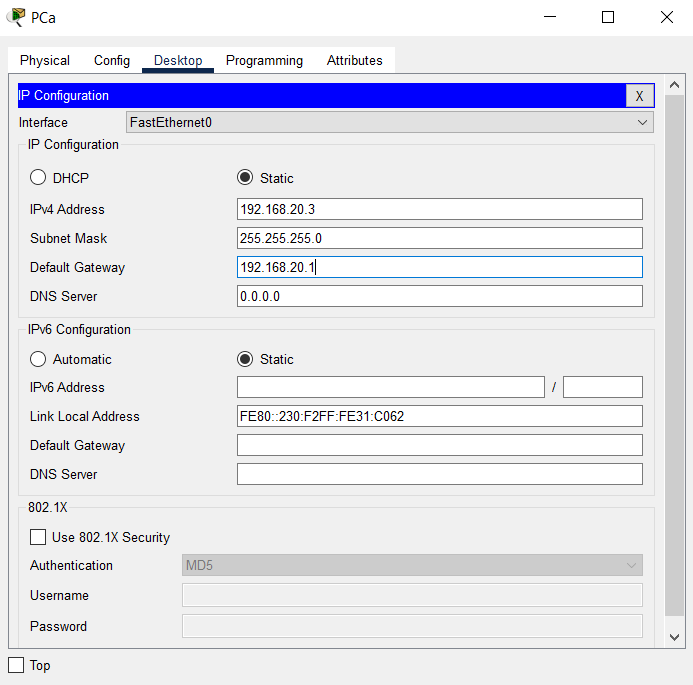 PCa
Physical Config Desktop Programming Attributes
IP Configuration X
Interface FastEthernet0
IP Configuration
DHCP Static
IPv4 Address 192.168.20.3
Subnet Mask 255.255.255.0
Default Gateway 192.168.20.1
DNS Server 0.0.0.0
IPv6 Configuration
Automatic Static
IPv6 Address /
Link Local Address FE80::230:F2FF:FE31:C062
Default Gateway
DNS Server
802.1X
Use 802.1X Security
Authentication MD5
Username
Password
Top